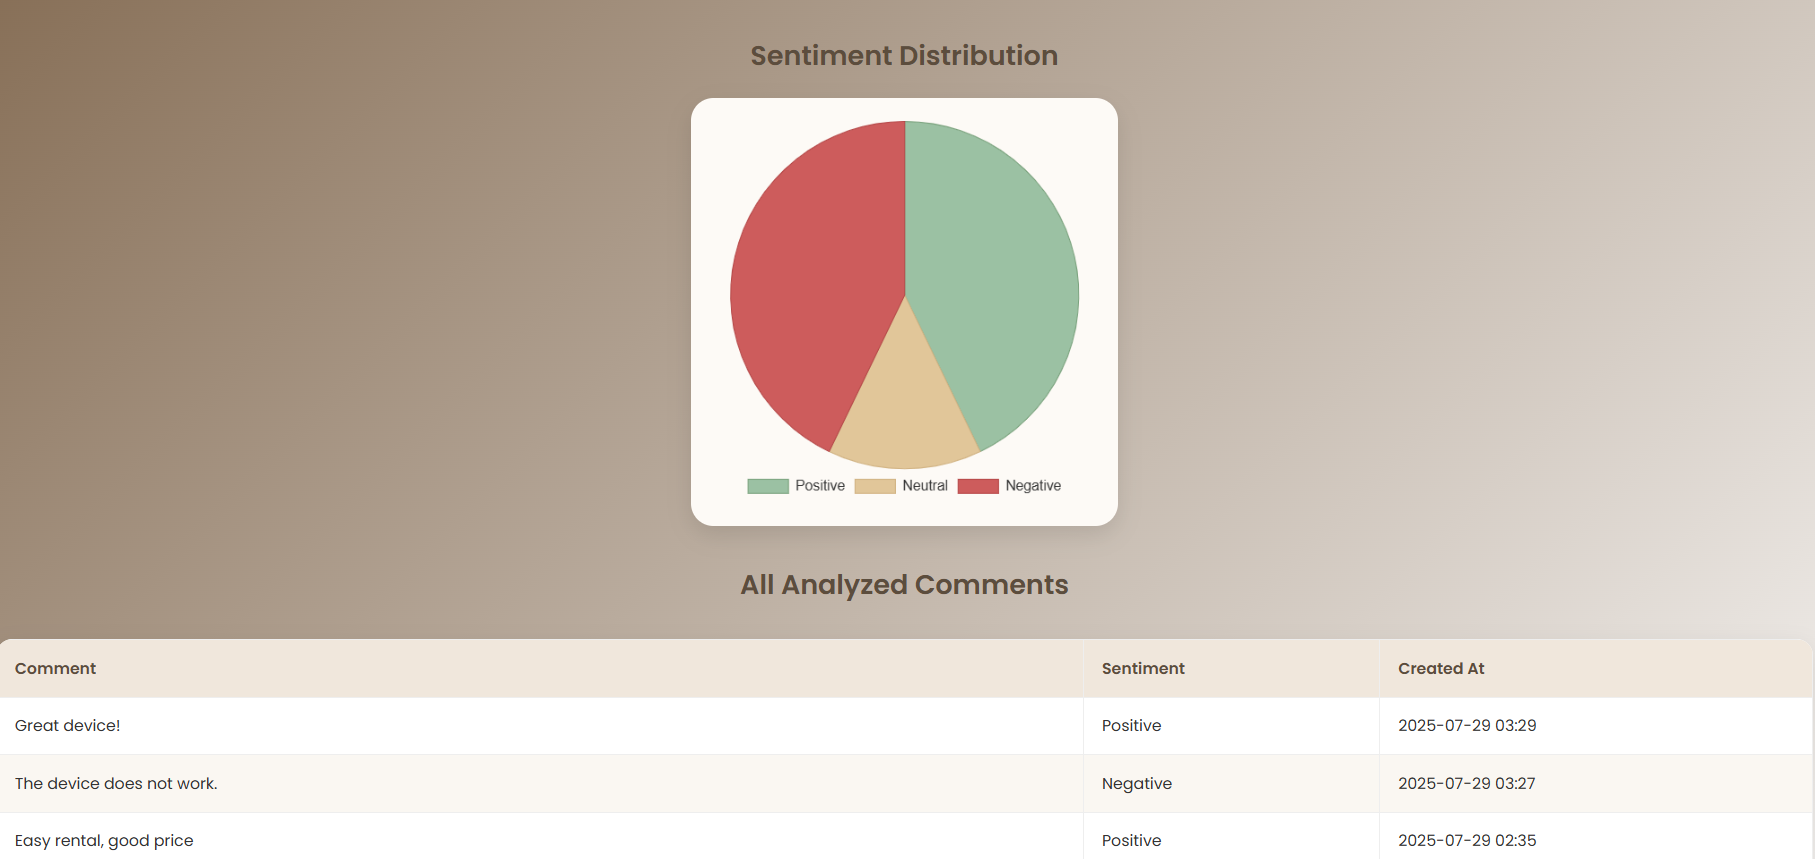 Sentiment Distribution
Positive Neutral Negative
All Analyzed Comments
Comment Sentiment Created At
Great device! Positive 2025-07-29 03:29
The device does not work. Negative 2025-07-29 03:27
Easy rental, good price Positive 2025-07-29 02:35